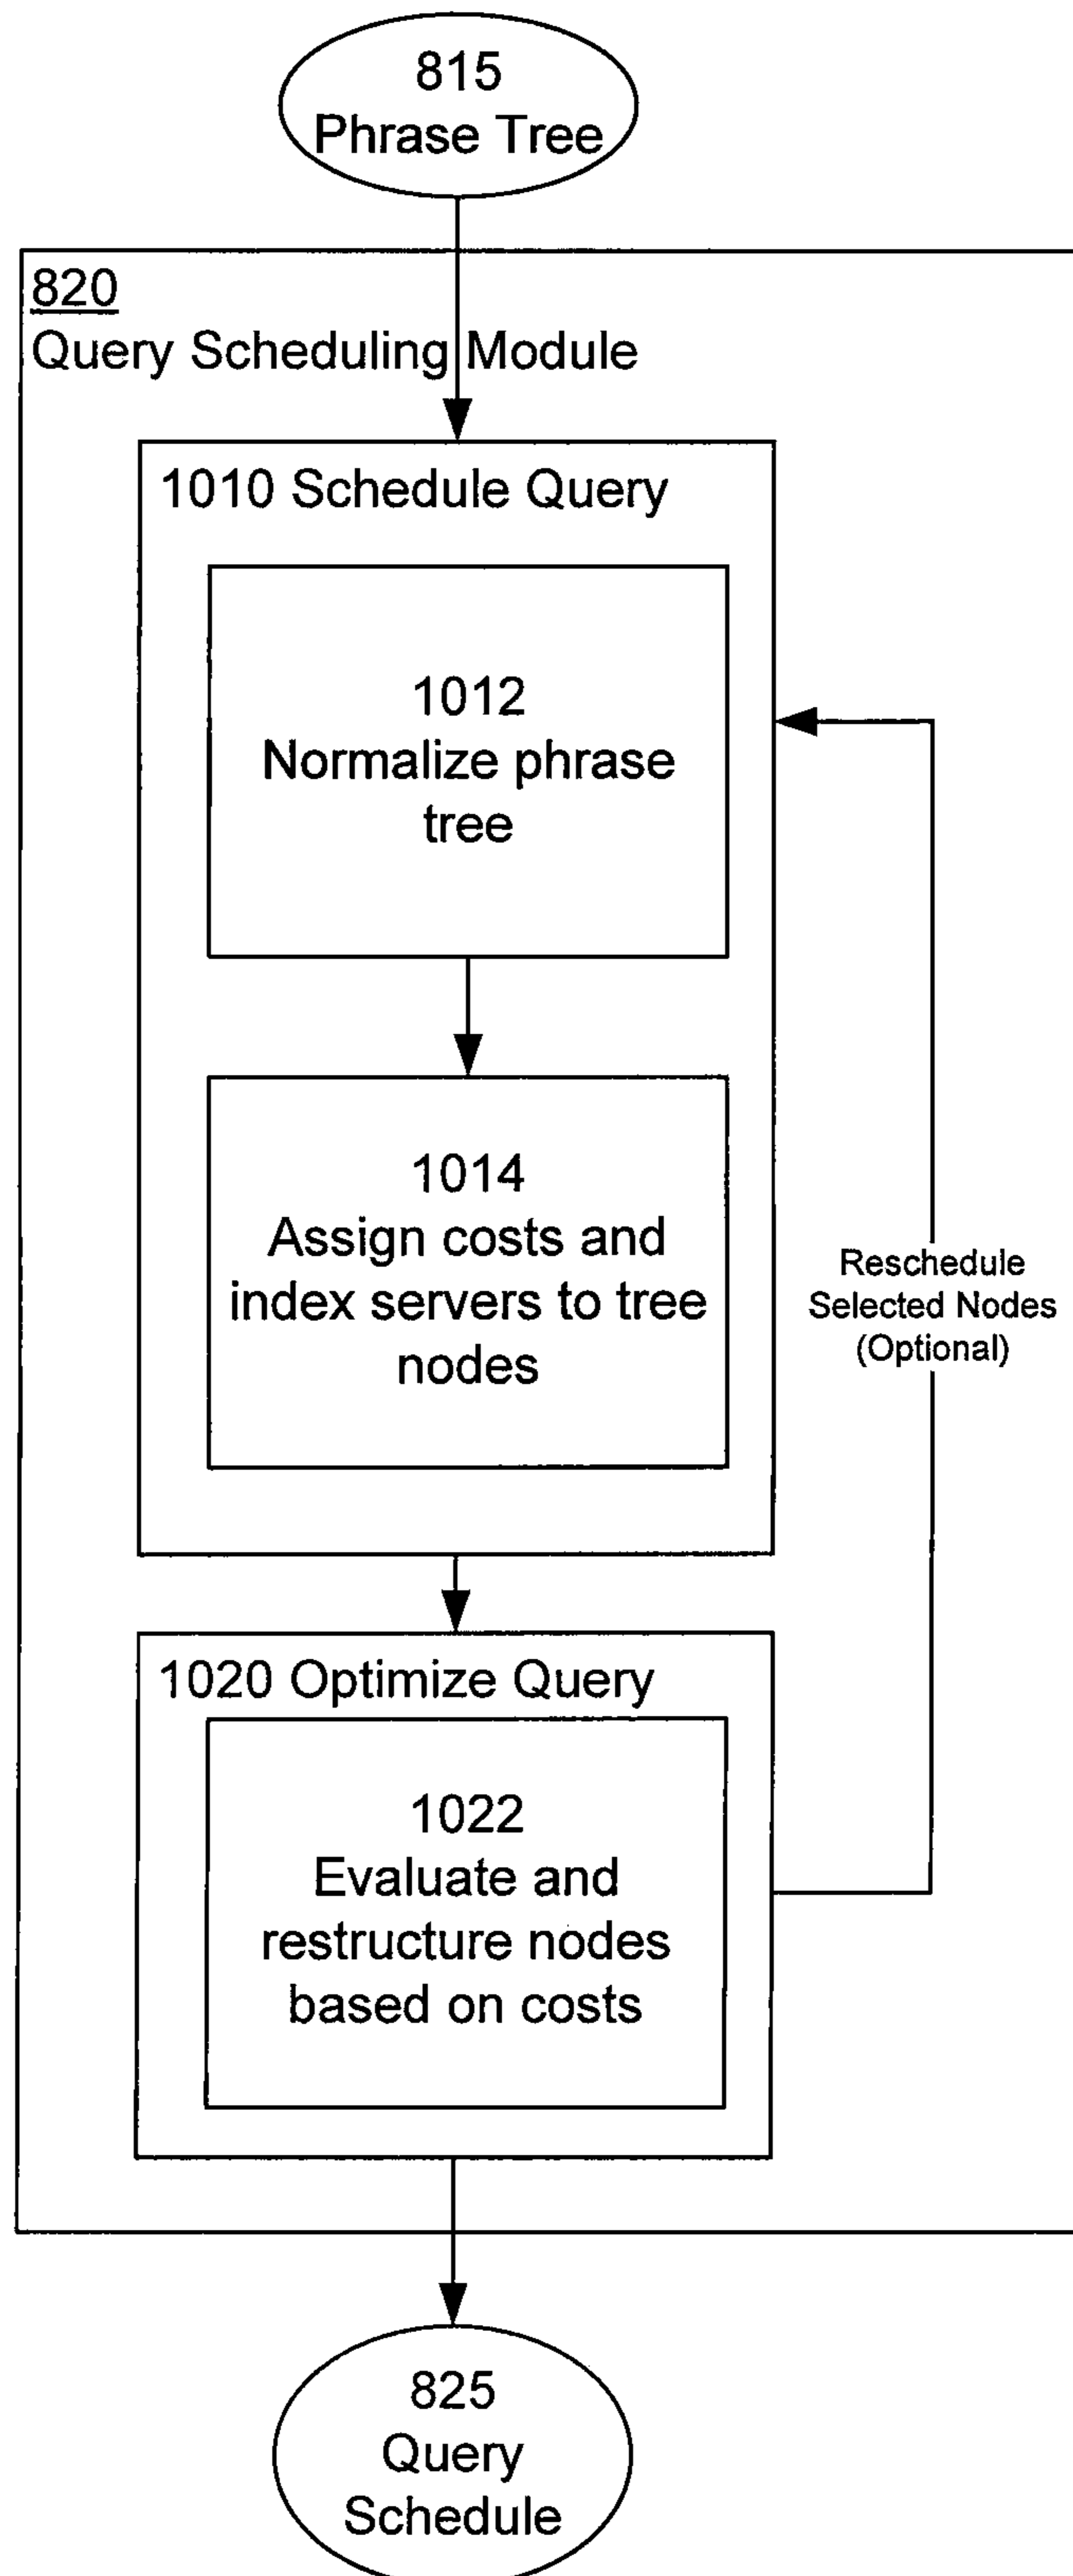 815
Phrase Tree
820
Query Scheduling Module
1010 Schedule Query
1012
Normalize phrase
tree
1014
Assign costs and
index servers to tree
nodes
Reschedule
Selected Nodes
(Optional)
1020 Optimize Query
1022
Evaluate and
restructure nodes
based on costs
825
Query
Schedule